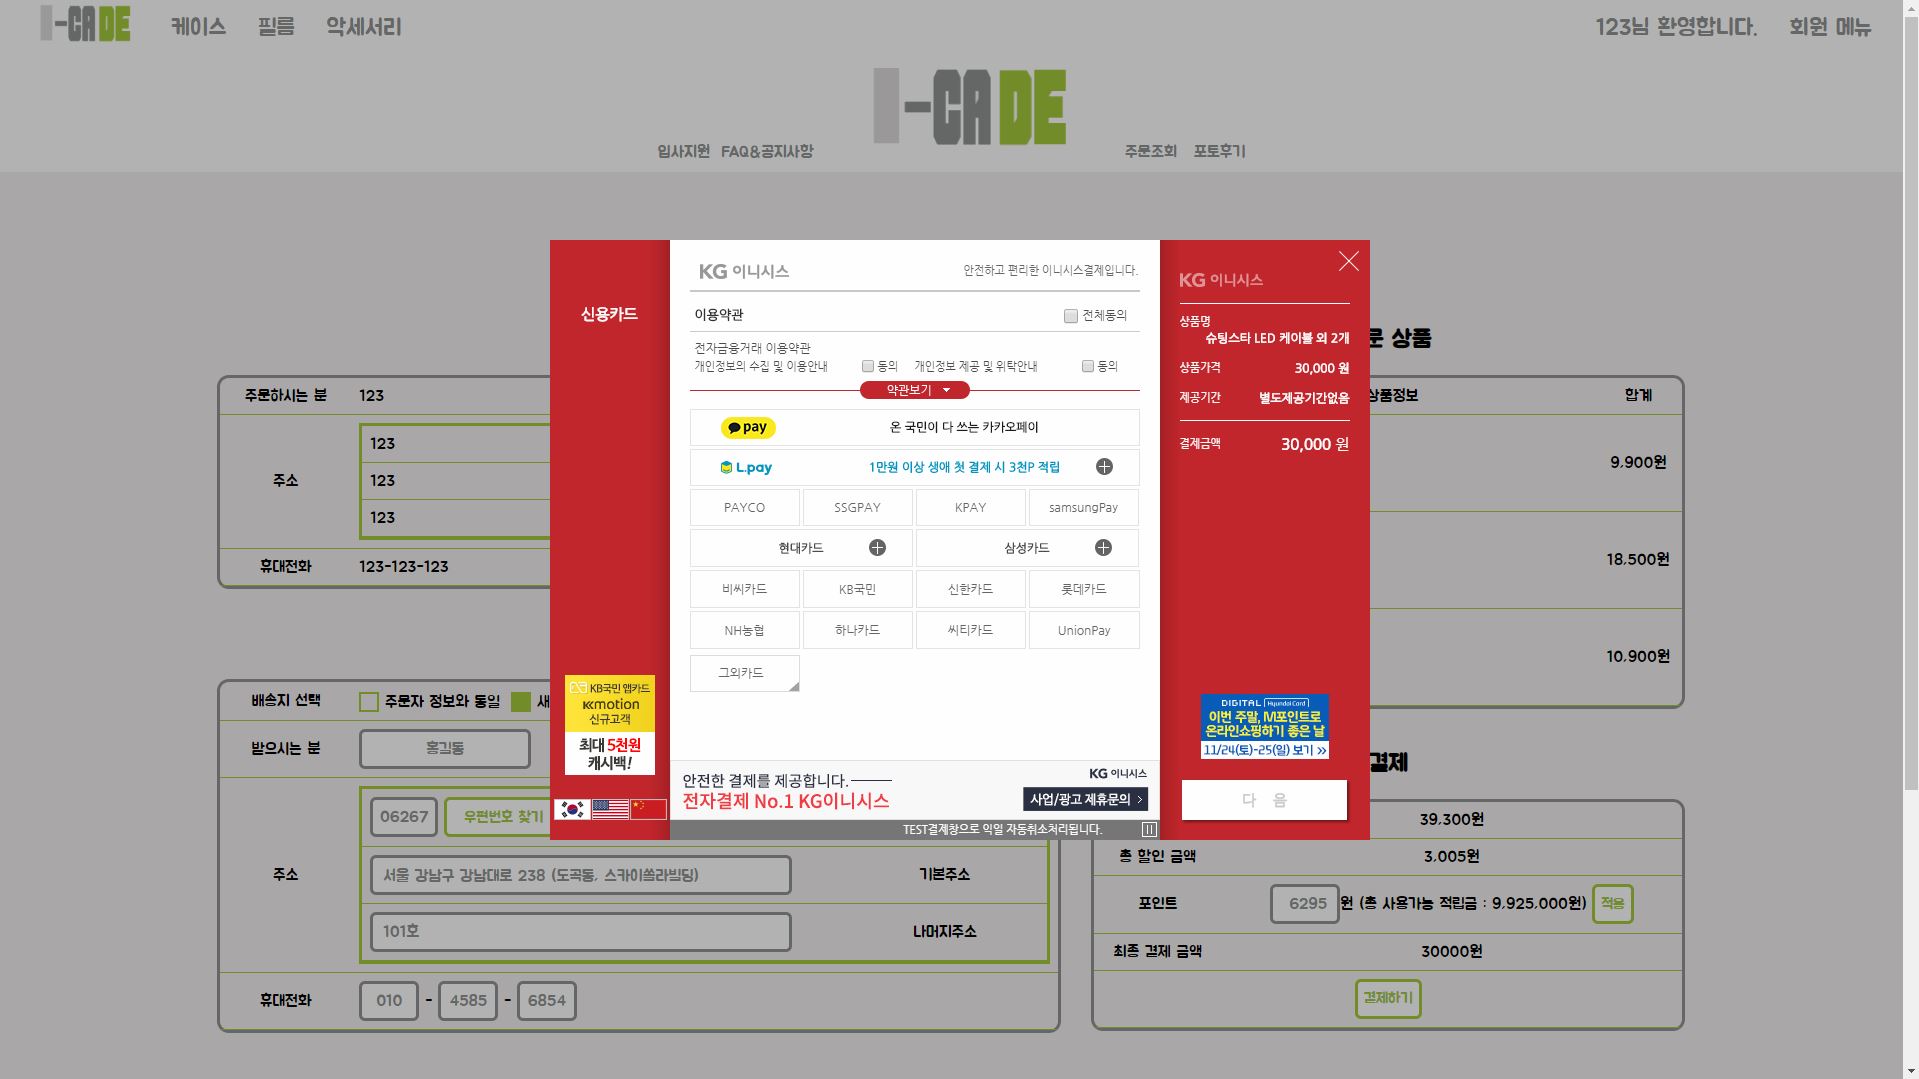 I-CADE 케이스 필름 악세서리 123님 환영합니다. 회원 메뉴
I-CADE
입사지원 FAQ&공지사항 주문조회 포토후기
문 상품
주문하시는 분 123
주소
123
123
123
휴대전화 123-123-123
상품정보 합계
9,900원
18,500원
10,900원
신용카드
KB국민 앱카드
K-motion
신규고객
최대 5천원
캐시백!
KG 이니시스 안전하고 편리한 이니시스결제입니다.
이용약관 전체동의
전자금융거래 이용약관
개인정보의 수집 및 이용안내 동의 개인정보 제공 및 위탁안내 동의
약관보기
pay 온 국민이 다 쓰는 카카오페이
L.pay 1만원 이상 생애 첫 결제 시 3천P 적립
PAYCO SSGPAY KPAY samsungPay
현대카드 삼성카드
비씨카드 KB국민 신한카드 롯데카드
NH농협 하나카드 씨티카드 UnionPay
그외카드
안전한 결제를 제공합니다.
전자결제 No.1 KG이니시스
KG 이니시스
사업/광고 제휴문의 >
TEST결제창으로 익일 자동취소처리됩니다.
KG 이니시스
상품명
슈팅스타 LED 케이블 외 2개
상품가격 30,000 원
제공기간 별도제공기간없음
결제금액 30,000 원
DIGITAL Hyundai Card
이번 주말, M포인트로
온라인쇼핑하기 좋은 날
11/24(토)-25(일) 보기 »
다 음
배송지 선택 주문자 정보와 동일 새
받으시는 분 홍길동
주소
06267 우편번호 찾기
서울 강남구 강남대로 238 (도곡동, 스카이쏠라빌딩) 기본주소
101호 나머지주소
휴대전화 010 - 4585 - 6854
결제
39,300원
총 할인 금액 3,005원
포인트 6295 원 (총 사용가능 적립금 : 9,925,000원) 적용
최종 결제 금액 30000원
결제하기